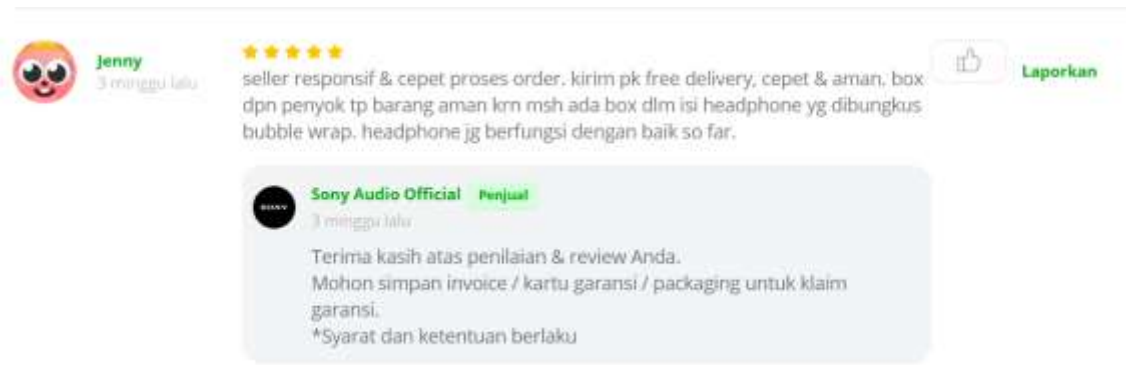 Jenny
3 minggu lalu
seller responsif & cepet proses order. kirim pk free delivery, cepet & aman, box
dpn penyok tp barang aman krn msh ada box dlm isi headphone yg dibungkus
bubble wrap. headphone jg berfungsi dengan baik so far.
Laporkan
Sony Audio Official Penjual
SONY
3 minggu lalu
Terima kasih atas penilaian & review Anda.
Mohon simpan invoice / kartu garansi / packaging untuk klaim
garansi.
*Syarat dan ketentuan berlaku